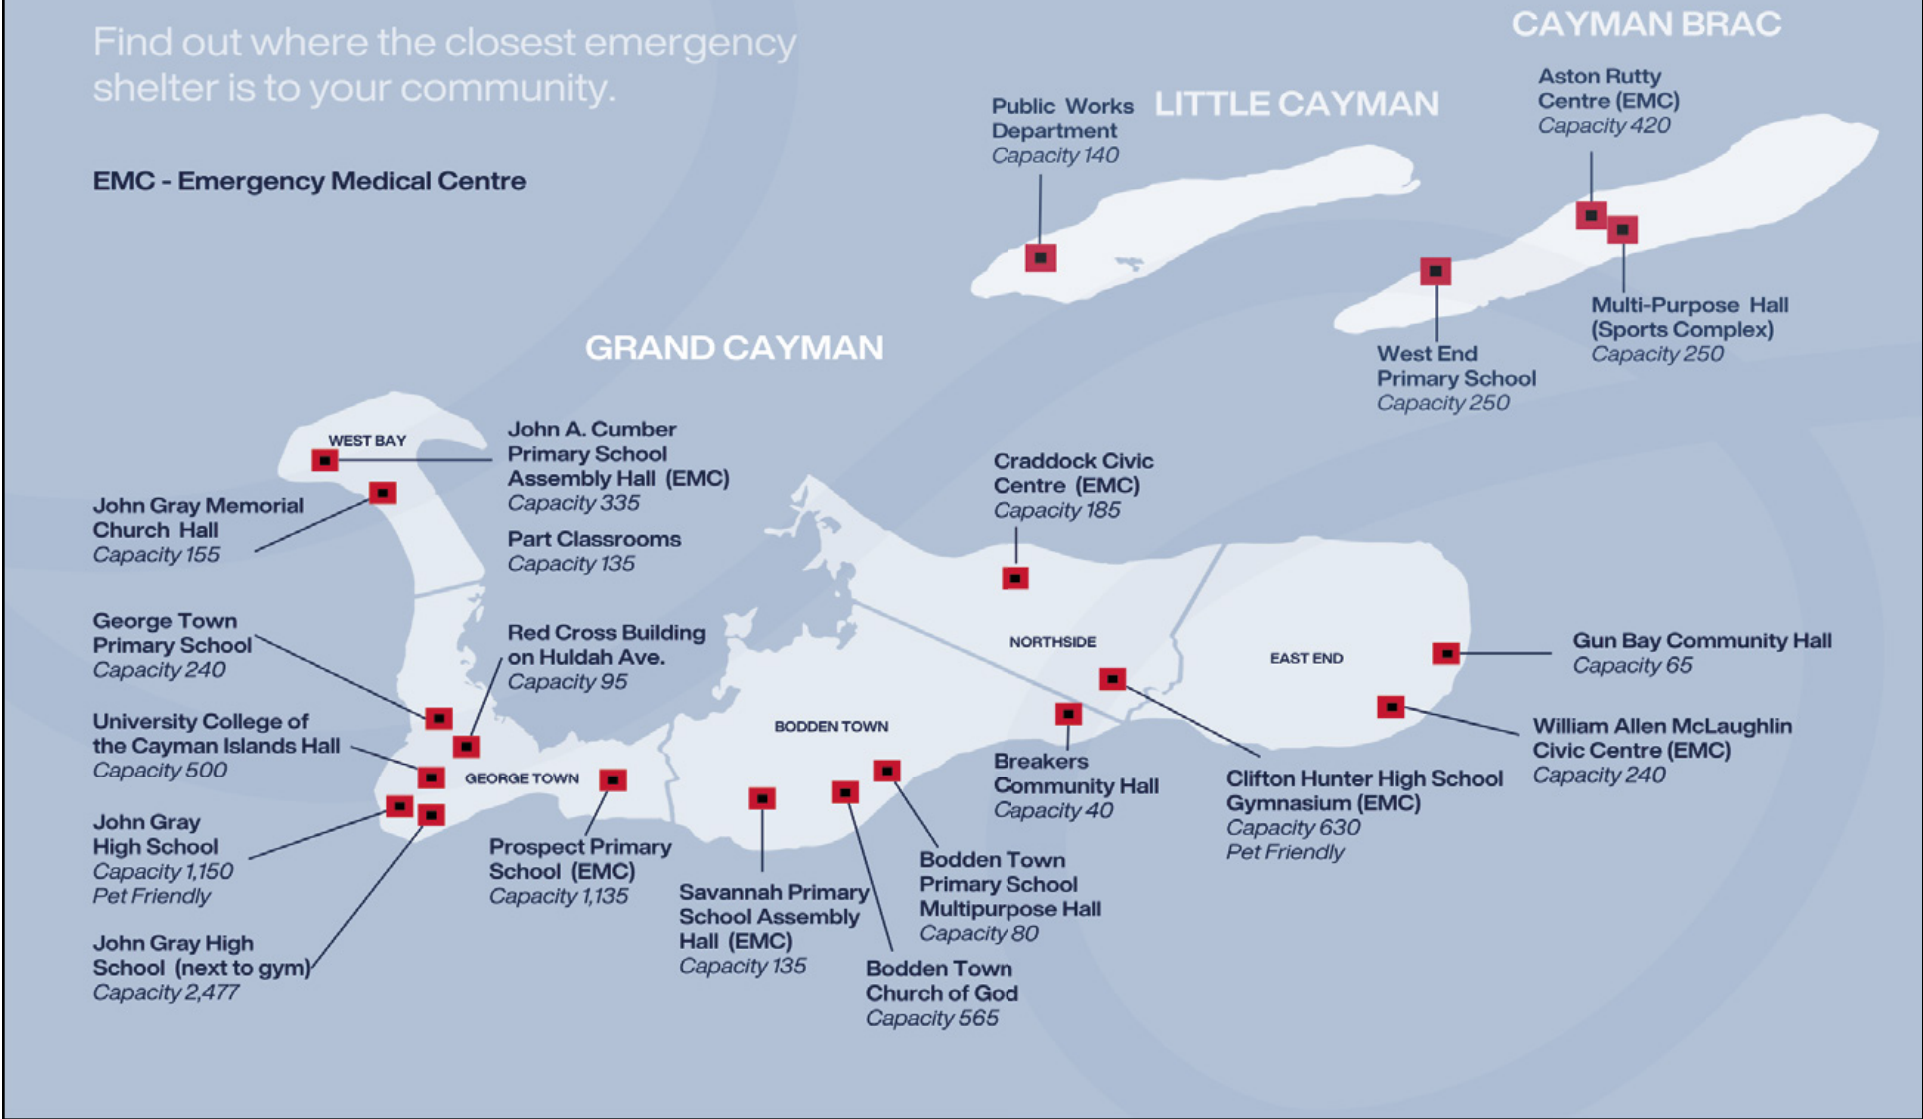 Find out where the closest emergency
shelter is to your community.
EMC - Emergency Medical Centre
CAYMAN BRAC
Aston Rutty
Centre (EMC)
Capacity 420
LITTLE CAYMAN
Public Works
Department
Capacity 140
Multi-Purpose Hall
(Sports Complex)
Capacity 250
West End
Primary School
Capacity 250
GRAND CAYMAN
WEST BAY
John A. Cumber
Primary School
Assembly Hall (EMC)
Capacity 335
Part Classrooms
Capacity 135
John Gray Memorial
Church Hall
Capacity 155
Craddock Civic
Centre (EMC)
Capacity 185
George Town
Primary School
Capacity 240
Red Cross Building
on Huldah Ave.
Capacity 95
NORTHSIDE
EAST END
Gun Bay Community Hall
Capacity 65
University College of
the Cayman Islands Hall
Capacity 500
BODDEN TOWN
GEORGE TOWN
William Allen McLaughlin
Civic Centre (EMC)
Capacity 240
Breakers
Community Hall
Capacity 40
Clifton Hunter High School
Gymnasium (EMC)
Capacity 630
Pet Friendly
John Gray
High School
Capacity 1,150
Pet Friendly
Prospect Primary
School (EMC)
Capacity 1,135
Savannah Primary
School Assembly
Hall (EMC)
Capacity 135
Bodden Town
Primary School
Multipurpose Hall
Capacity 80
John Gray High
School (next to gym)
Capacity 2,477
Bodden Town
Church of God
Capacity 565